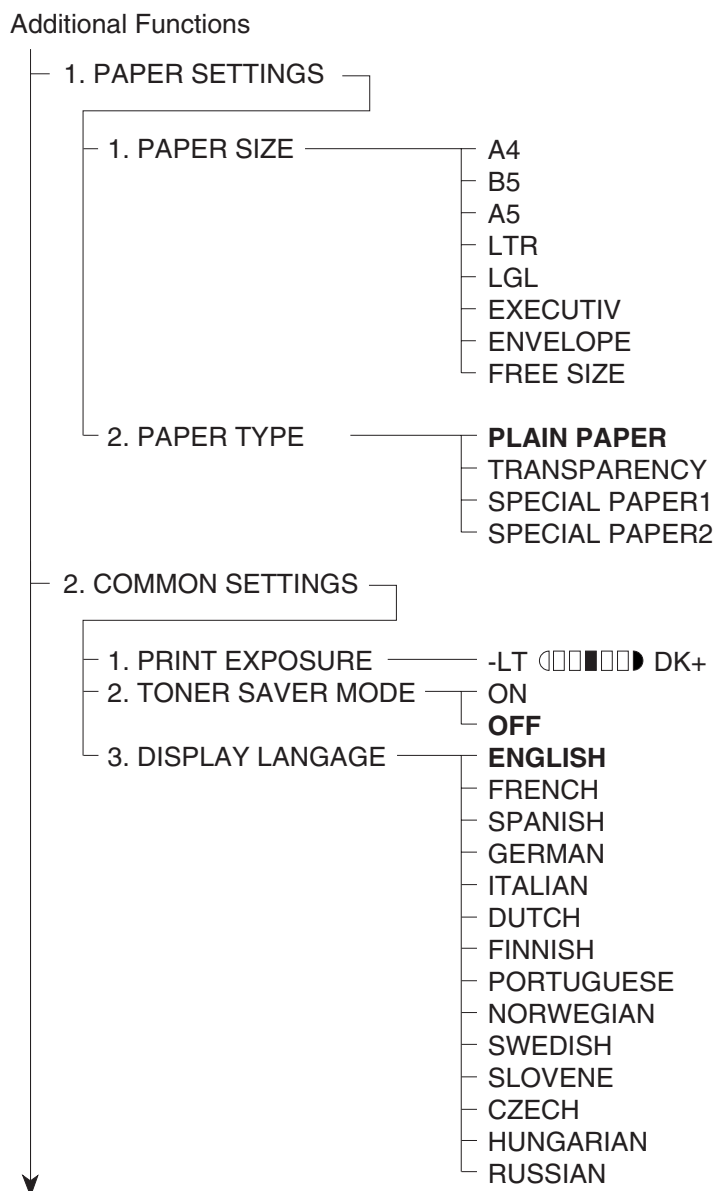 Additional Functions
1. PAPER SETTINGS
1. PAPER SIZE A4
B5
A5
LTR
LGL
EXECUTIV
ENVELOPE
FREE SIZE
2. PAPER TYPE PLAIN PAPER
TRANSPARENCY
SPECIAL PAPER1
SPECIAL PAPER2
2. COMMON SETTINGS
1. PRINT EXPOSURE -LT DK+
2. TONER SAVER MODE ON
OFF
3. DISPLAY LANGAGE ENGLISH
FRENCH
SPANISH
GERMAN
ITALIAN
DUTCH
FINNISH
PORTUGUESE
NORWEGIAN
SWEDISH
SLOVENE
CZECH
HUNGARIAN
RUSSIAN